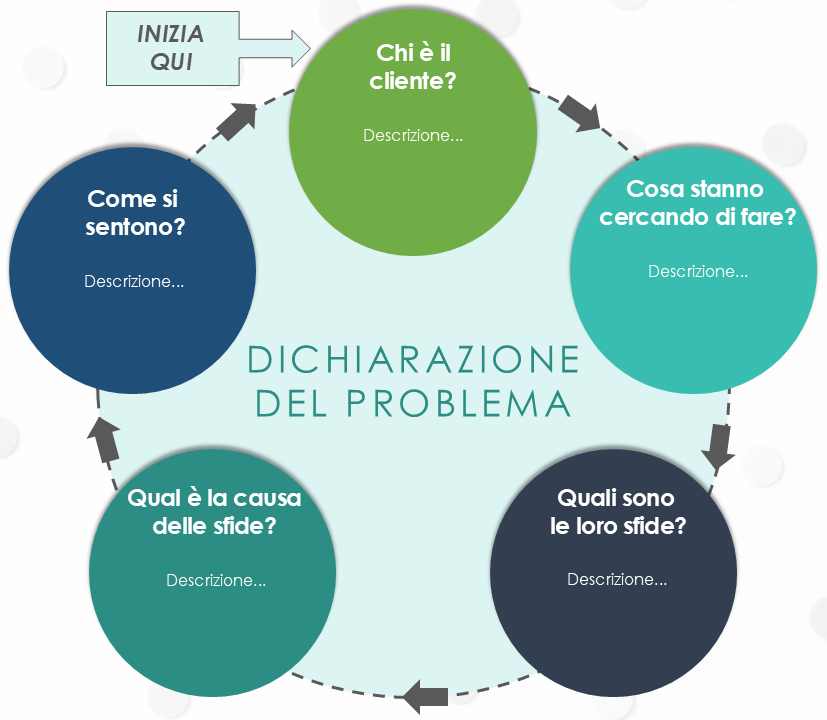 INIZIA
QUI
Chi è il
cliente?
Descrizione...
Cosa stanno
cercando di fare?
Descrizione...
Quali sono
le loro sfide?
Descrizione...
Qual è la causa
delle sfide?
Descrizione...
Come si
sentono?
Descrizione...
DICHIARAZIONE
DEL PROBLEMA